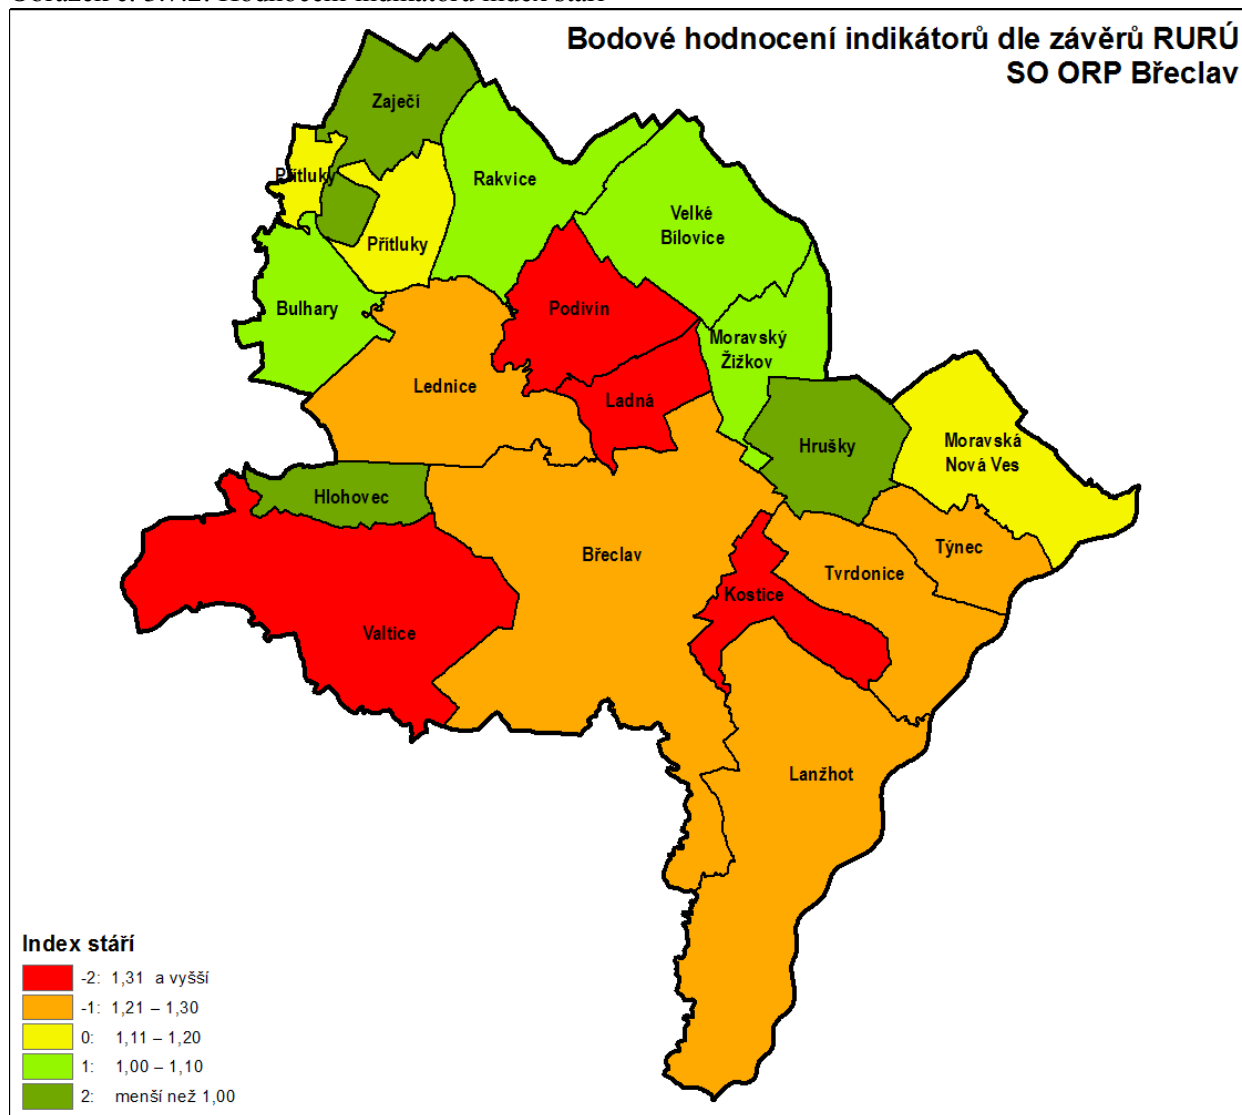 Bodové hodnocení indikátorů dle závěrů RURÚ
SO ORP Břeclav
Zaječí
Přítluky
Rakvice
Velké
Bílovice
Přítluky
Bulhary
Podivín
Moravský
Žižkov
Lednice
Ladná
Hrušky
Moravská
Nová Ves
Hlohovec
Břeclav
Týnec
Tvrdonice
Kostice
Valtice
Lanžhot
Index stáří
-2: 1,31 a vyšší
-1: 1,21 – 1,30
0: 1,11 – 1,20
1: 1,00 – 1,10
2: menší než 1,00